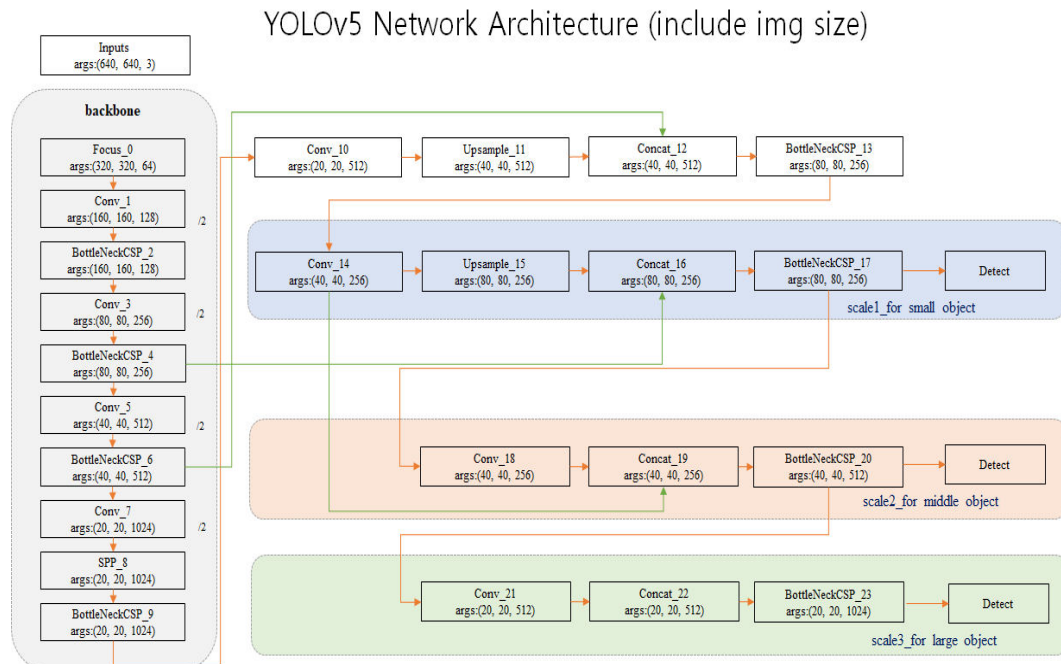 YOLOv5 Network Architecture (include img size)
Inputs
args:(640, 640, 3)
backbone
Focus_0
args:(320, 320, 64)
Conv_1
args:(160, 160, 128)
/2
BottleNeckCSP_2
args:(160, 160, 128)
Conv_3
args:(80, 80, 256)
/2
BottleNeckCSP_4
args:(80, 80, 256)
Conv_5
args:(40, 40, 512)
/2
BottleNeckCSP_6
args:(40, 40, 512)
Conv_7
args:(20, 20, 1024)
/2
SPP_8
args:(20, 20, 1024)
BottleNeckCSP_9
args:(20, 20, 1024)
Conv_10
args:(20, 20, 512)
Upsample_11
args:(40, 40, 512)
Concat_12
args:(40, 40, 512)
BottleNeckCSP_13
args:(80, 80, 256)
Conv_14
args:(40, 40, 256)
Upsample_15
args:(80, 80, 256)
Concat_16
args:(80, 80, 256)
BottleNeckCSP_17
args:(80, 80, 256)
Detect
scale1_for small object
Conv_18
args:(40, 40, 256)
Concat_19
args:(40, 40, 256)
BottleNeckCSP_20
args:(40, 40, 512)
Detect
scale2_for middle object
Conv_21
args:(20, 20, 512)
Concat_22
args:(20, 20, 512)
BottleNeckCSP_23
args:(20, 20, 1024)
Detect
scale3_for large object